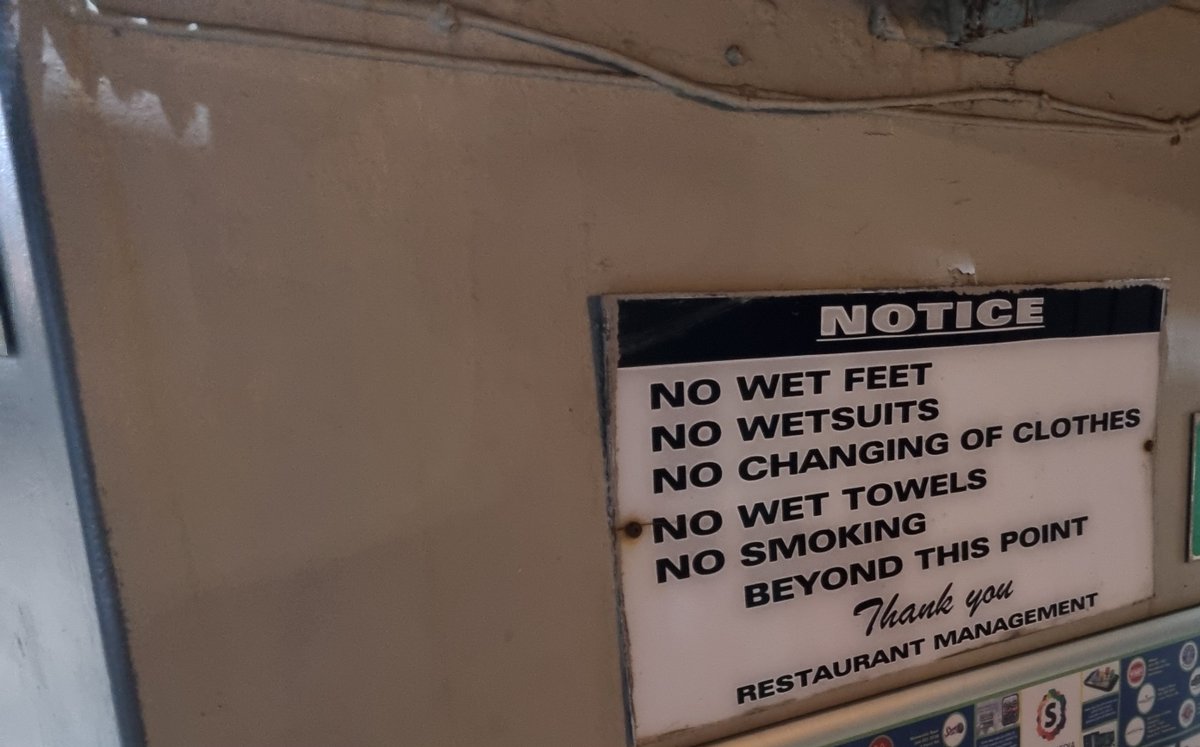 NOTICE
NO WET FEET
NO WETSUITS
NO CHANGING OF CLOTHES
NO WET TOWELS
NO SMOKING
BEYOND THIS POINT
Thank you
RESTAURANT MANAGEMENT
S